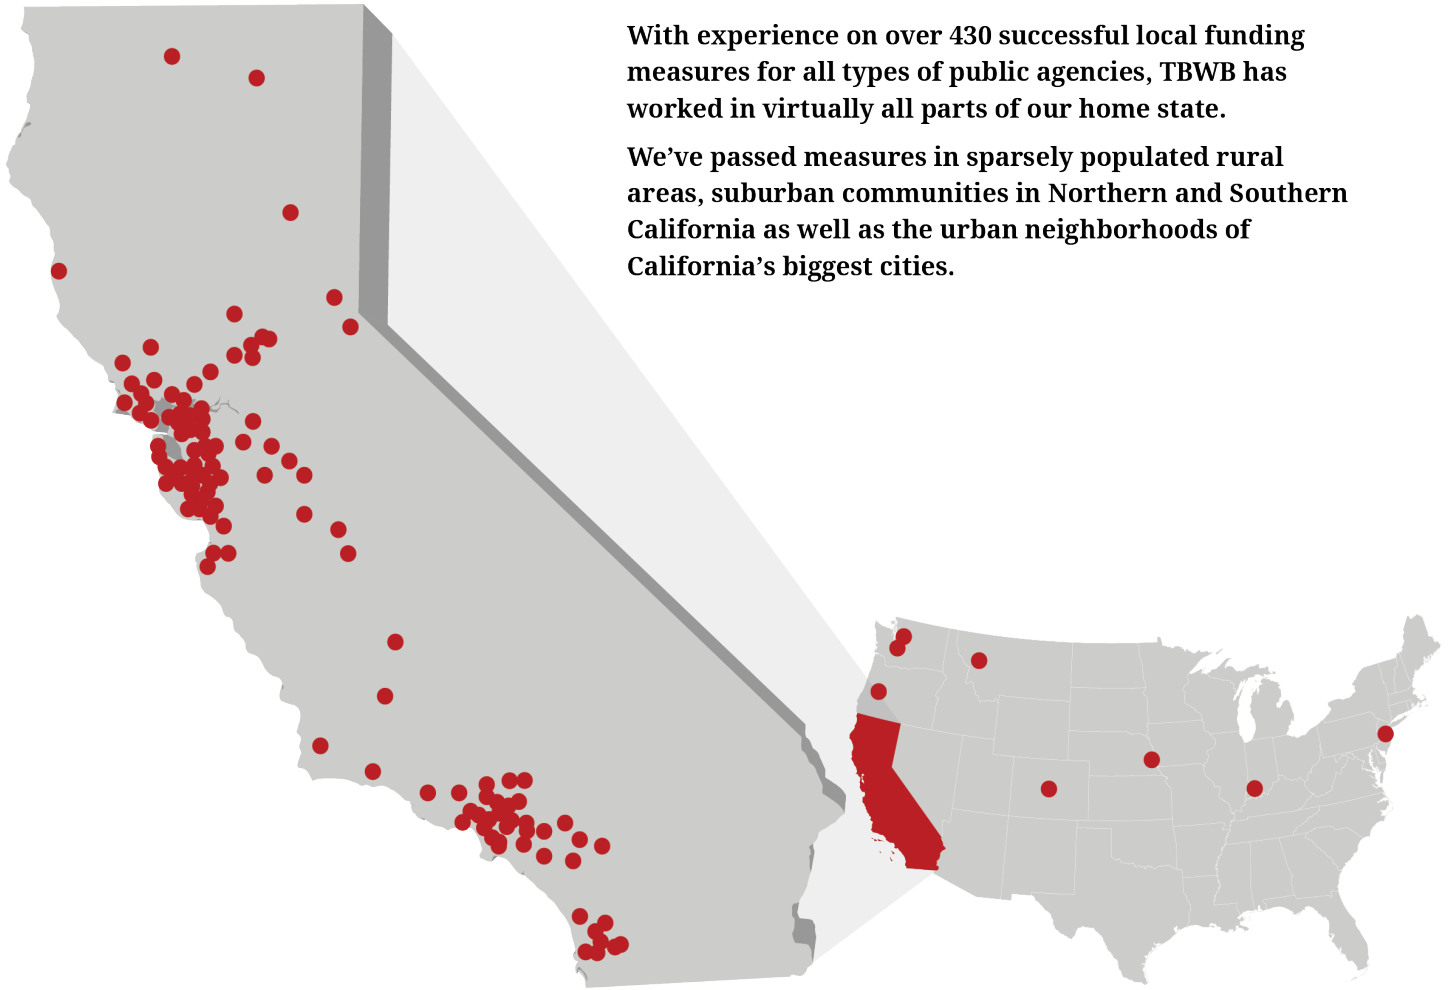 With experience on over 430 successful local funding
measures for all types of public agencies, TBWB has
worked in virtually all parts of our home state.
We’ve passed measures in sparsely populated rural
areas, suburban communities in Northern and Southern
California as well as the urban neighborhoods of
California’s biggest cities.